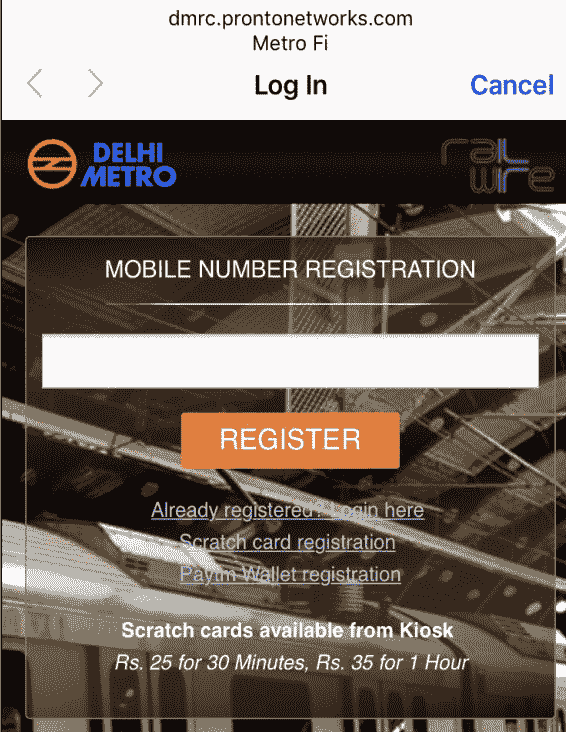 dmrc.prontonetworks.com
Metro Fi
Log In
Cancel
DELHI
METRO
rail
wire
MOBILE NUMBER REGISTRATION
REGISTER
Already registered? Login here
Scratch card registration
Paytm Wallet registration
Scratch cards available from Kiosk
Rs. 25 for 30 Minutes, Rs. 35 for 1 Hour